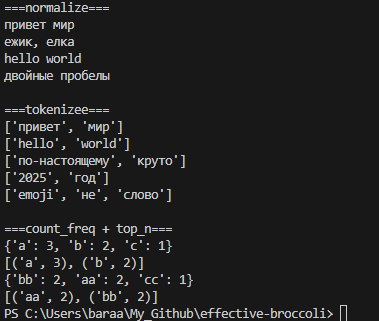 ===normalize===
привет мир
ежик, елка
hello world
двойные пробелы
===tokenizee===
['привет', 'мир']
['hello', 'world']
['по-настоящему', 'круто']
['2025', 'год']
['emoji', 'не', 'слово']
===count_freq + top_n===
{'a': 3, 'b': 2, 'c': 1}
[('a', 3), ('b', 2)]
{'bb': 2, 'aa': 2, 'cc': 1}
[('aa', 2), ('bb', 2)]
PS C:\Users\baraa\My_Github\effective-broccoli>